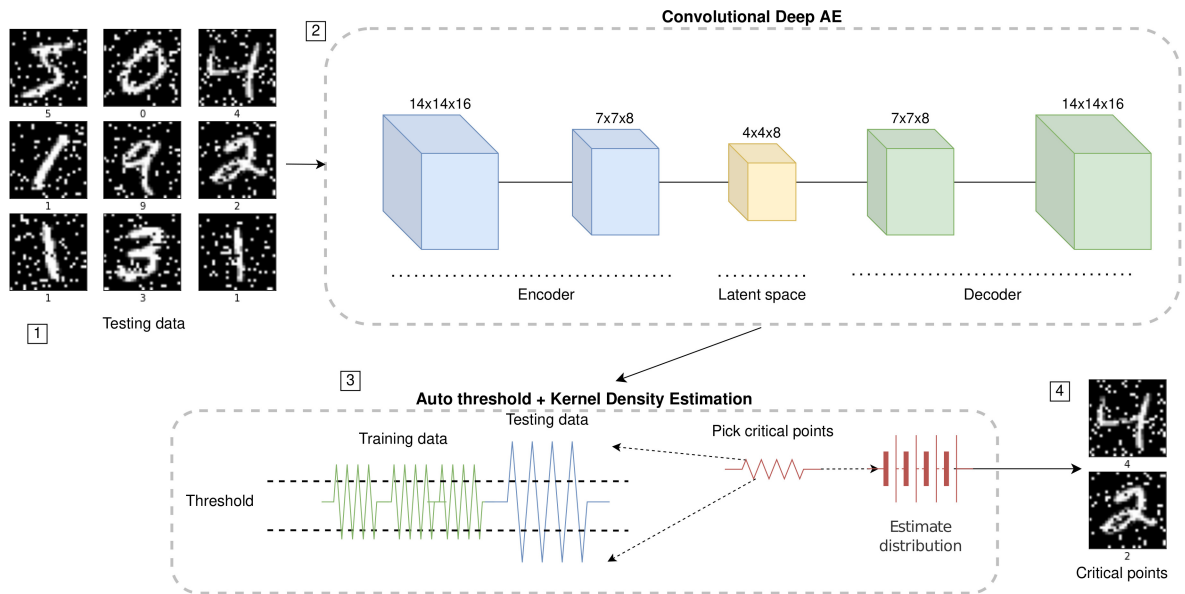 Convolutional Deep AE
2
5
0
4
1
9
2
1
3
1
1
Testing data
14x14x16
7x7x8
4x4x8
7x7x8
14x14x16
Encoder
Latent space
Decoder
3
Auto threshold + Kernel Density Estimation
Testing data
Training data
Threshold
Pick critical points
Estimate
distribution
4
4
2
Critical points